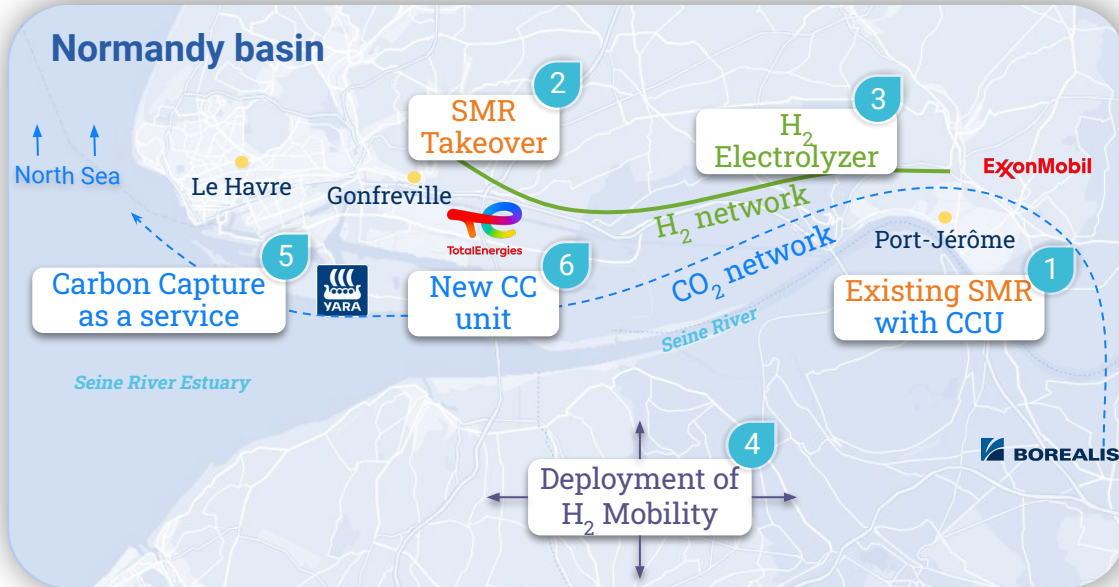 Normandy basin
2
SMR
Takeover
3
H₂
Electrolyzer
North Sea
Le Havre
Gonfreville
TotalEnergies
H₂ network
ExxonMobil
Port-Jérôme
5
Carbon Capture
as a service
YARA
6
New CC
unit
CO₂ network
1
Existing SMR
with CCU
Seine River
Seine River Estuary
4
Deployment of
H₂ Mobility
BOREALIS